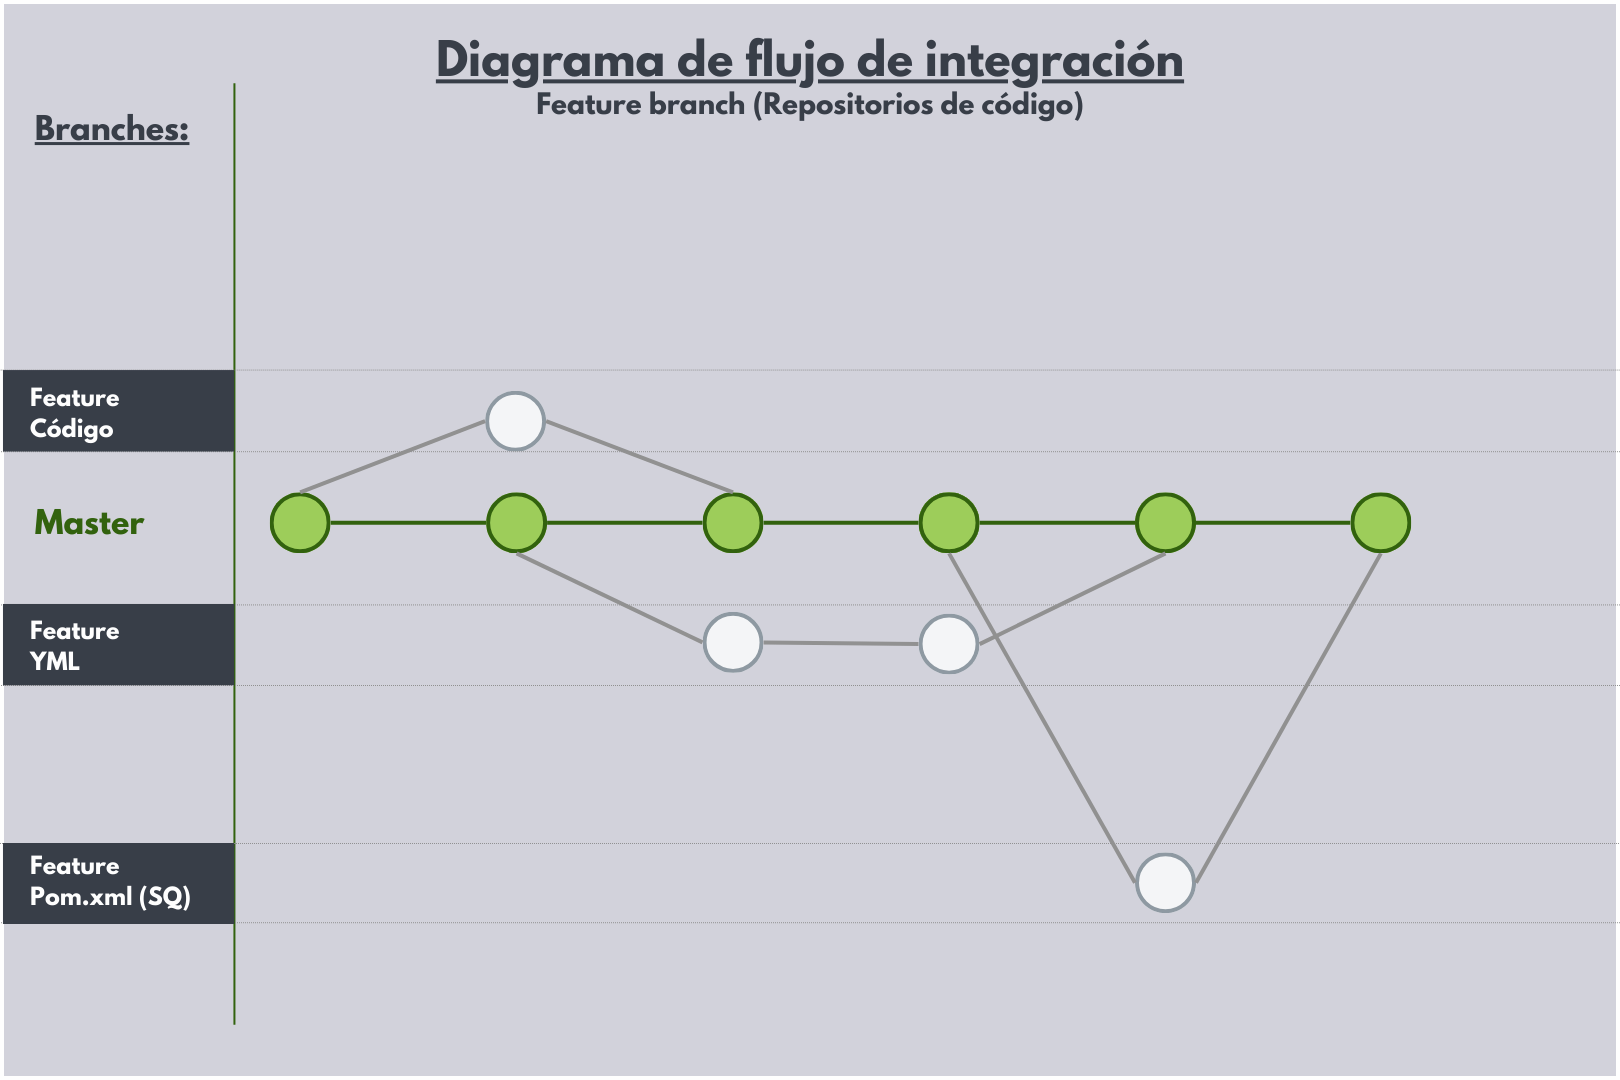 Diagrama de flujo de integración
Feature branch (Repositorios de código)
Branches:
Feature
Código
Master
Feature
YML
Feature
Pom.xml (SQ)